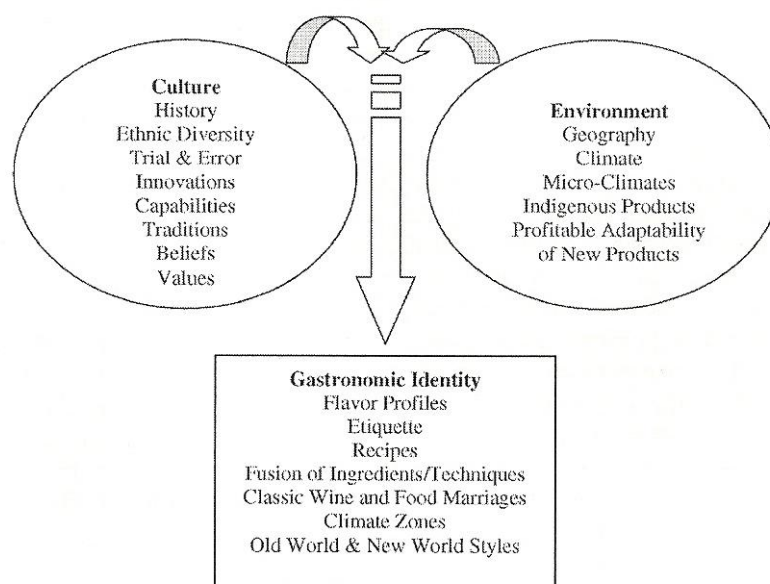 Culture
History
Ethnic Diversity
Trial & Error
Innovations
Capabilities
Traditions
Beliefs
Values
Environment
Geography
Climate
Micro-Climates
Indigenous Products
Profitable Adaptability
of New Products
Gastronomic Identity
Flavor Profiles
Etiquette
Recipes
Fusion of Ingredients/Techniques
Classic Wine and Food Marriages
Climate Zones
Old World & New World Styles